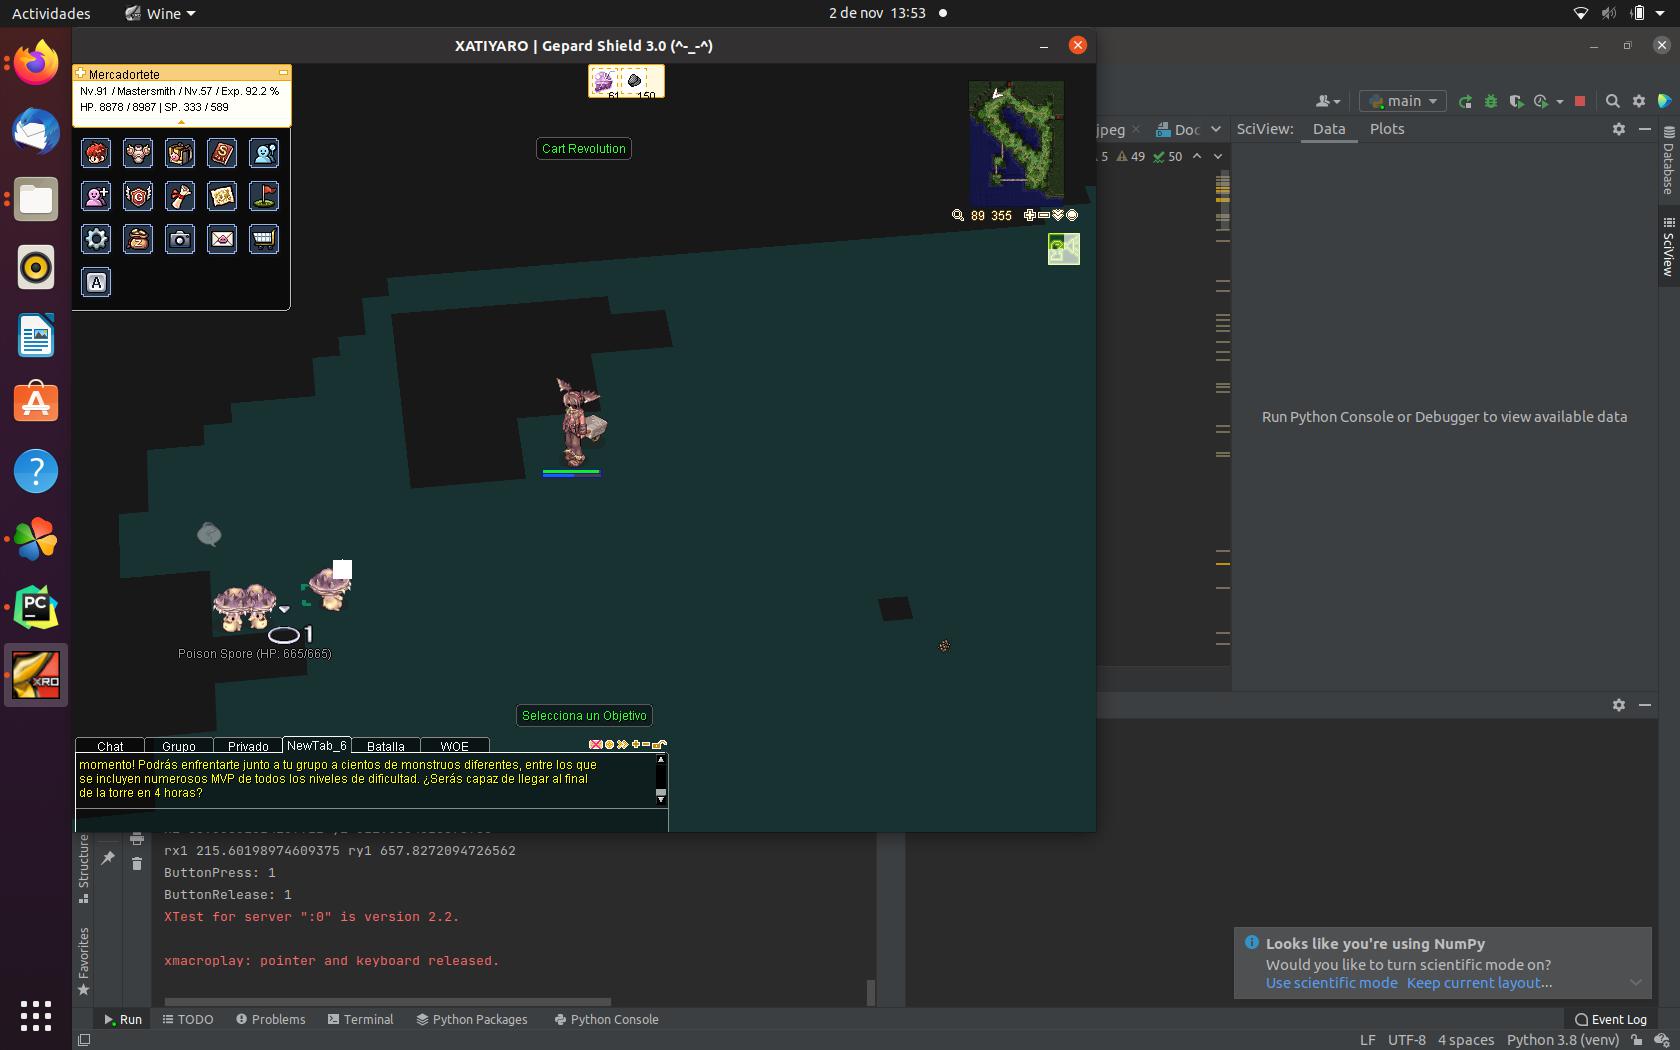 Actividades
Wine
2 de nov 13:53
XATIYARO | Gepard Shield 3.0 (^-_-^)
Mercadortete
Nv.91 / Mastersmith / Nv.57 / Exp. 92.2 %
HP. 8878 / 8987 | SP. 333 / 589
61 150
Cart Revolution
89 355
A
main
jpeg
Doc
SciView:
Data
Plots
5
49
50
Database
SciView
Run Python Console or Debugger to view available data
1
Poison Spore (HP: 665/665)
Selecciona un Objetivo
Chat
Grupo
Privado
NewTab_6
Batalla
WOE
momento! Podrás enfrentarte junto a tu grupo a cientos de monstruos diferentes, entre los que
se incluyen numerosos MVP de todos los niveles de dificultad. ¿Serás capaz de llegar al final
de la torre en 4 horas?
PC
XRO
rx1 215.60198974609375 ry1 657.8272094726562
ButtonPress: 1
ButtonRelease: 1
XTest for server ":0" is version 2.2.
xmacroplay: pointer and keyboard released.
Structure
Favorites
Looks like you're using NumPy
Would you like to turn scientific mode on?
Use scientific mode Keep current layout...
Run
TODO
Problems
Terminal
Python Packages
Python Console
Event Log
LF UTF-8 4 spaces Python 3.8 (venv)